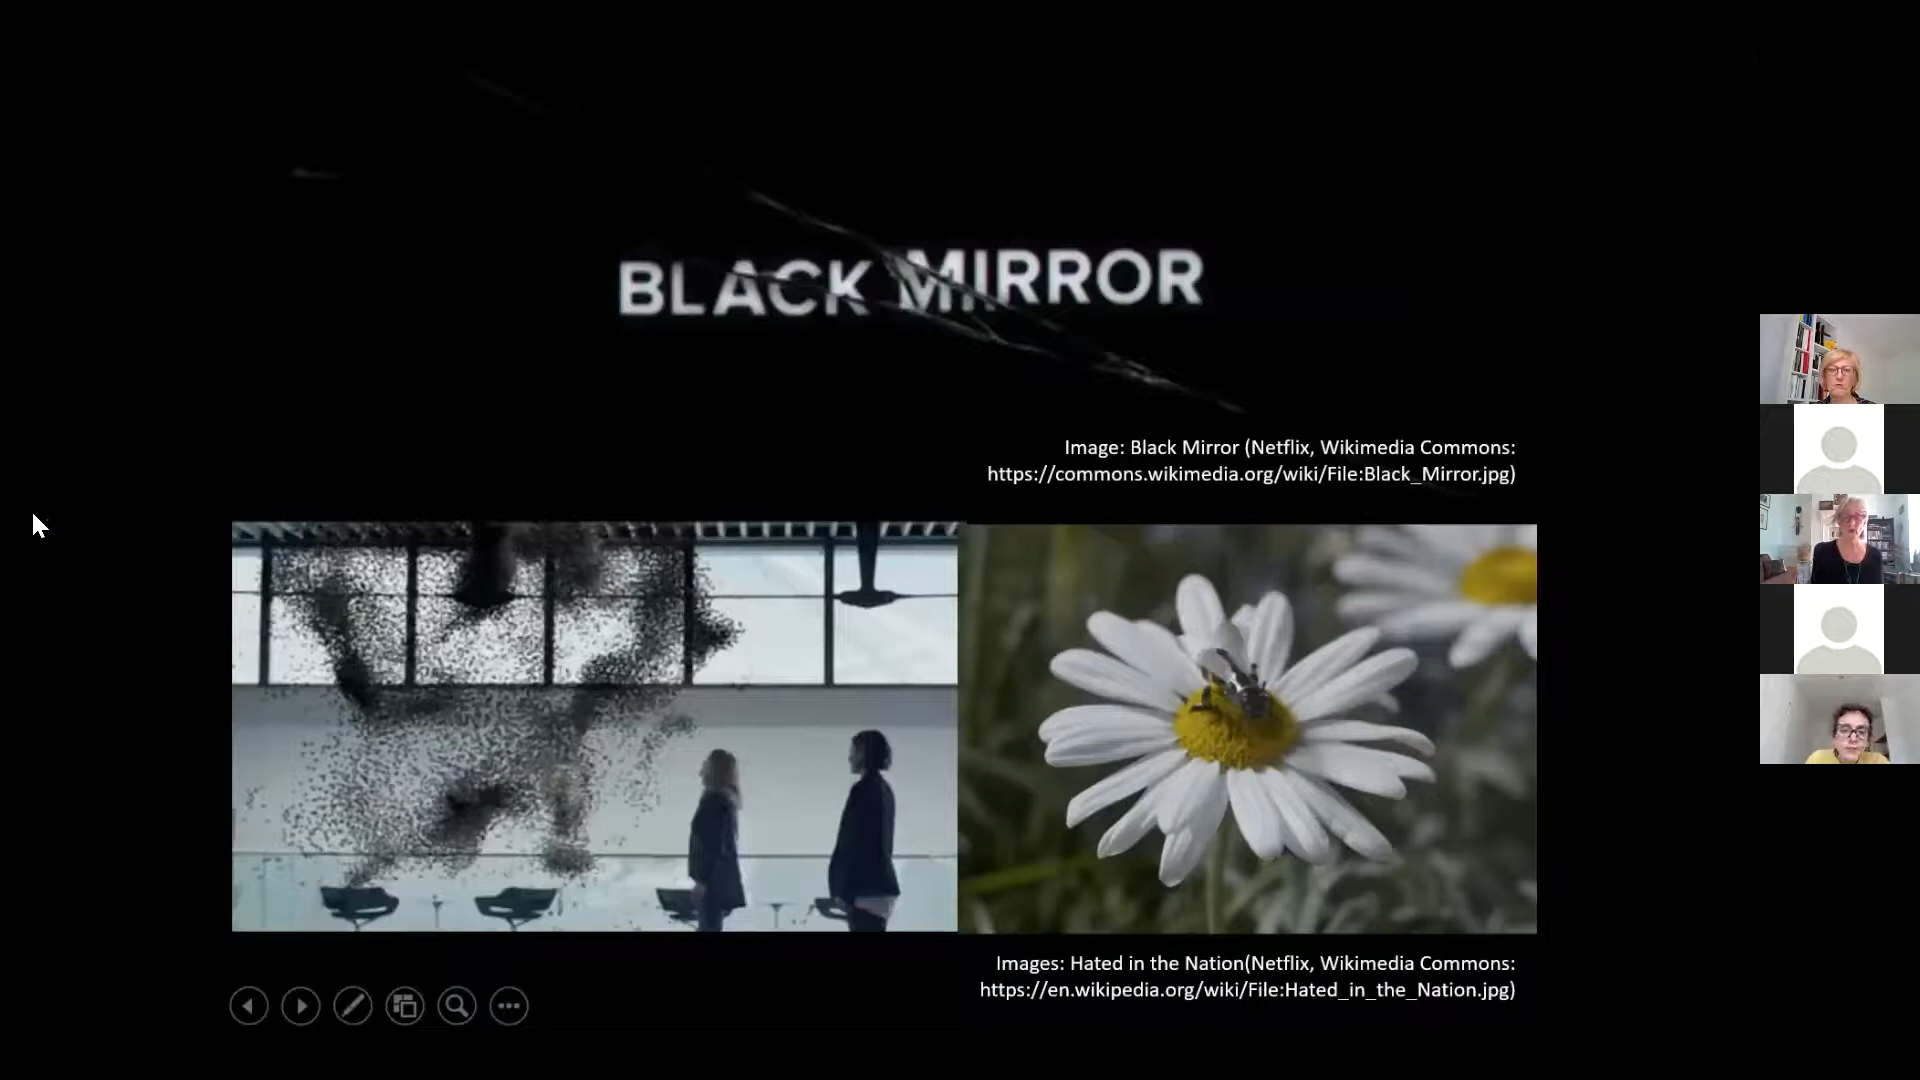 BLACK MIRROR
Image: Black Mirror (Netflix, Wikimedia Commons:
https://commons.wikimedia.org/wiki/File:Black_Mirror.jpg)
Images: Hated in the Nation(Netflix, Wikimedia Commons:
https://en.wikipedia.org/wiki/File:Hated_in_the_Nation.jpg)